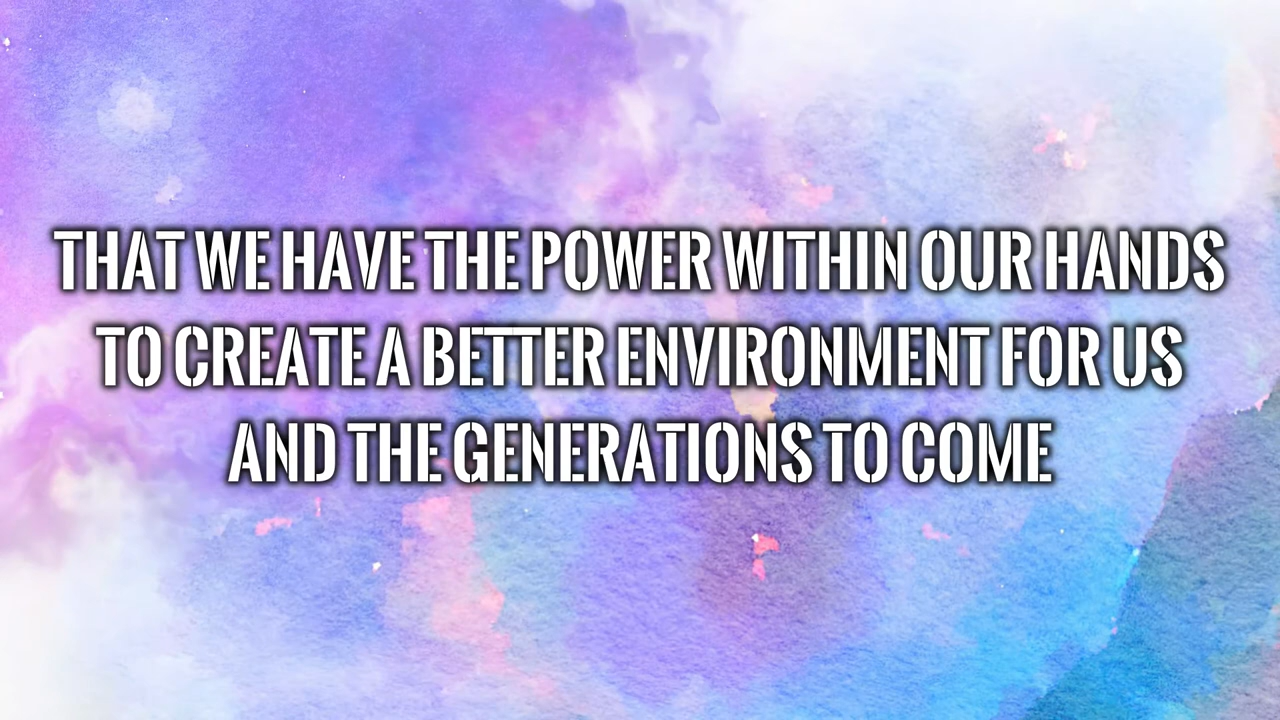 THAT WE HAVE THE POWER WITHIN OUR HANDS
TO CREATE A BETTER ENVIRONMENT FOR US
AND THE GENERATIONS TO COME